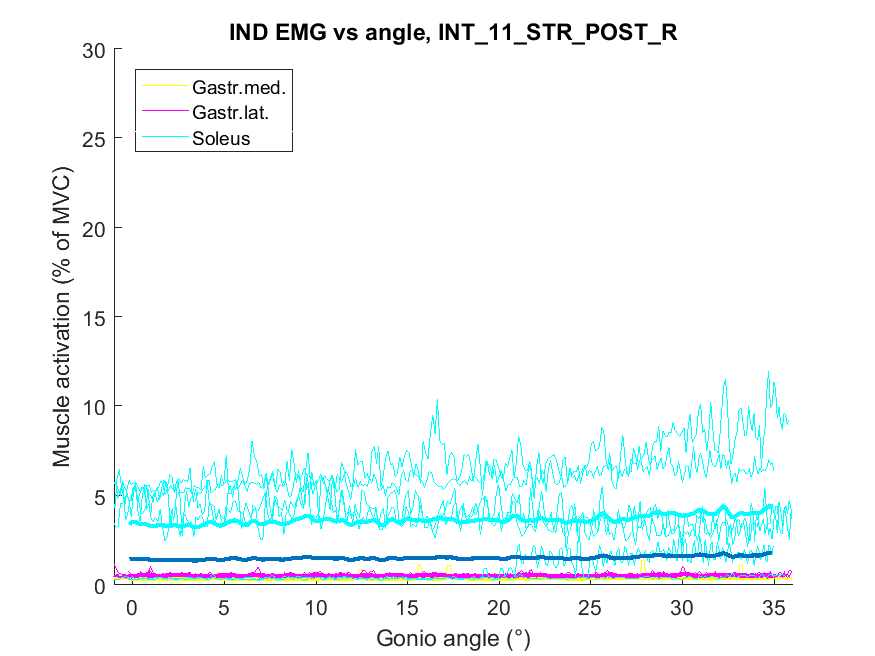 IND EMG vs angle, INT_11_STR_POST_R
30
25
20
15
10
5
0
Gastr.med.
Gastr.lat.
Soleus
Muscle activation (% of MVC)
0 5 10 15 20 25 30 35
Gonio angle (°)